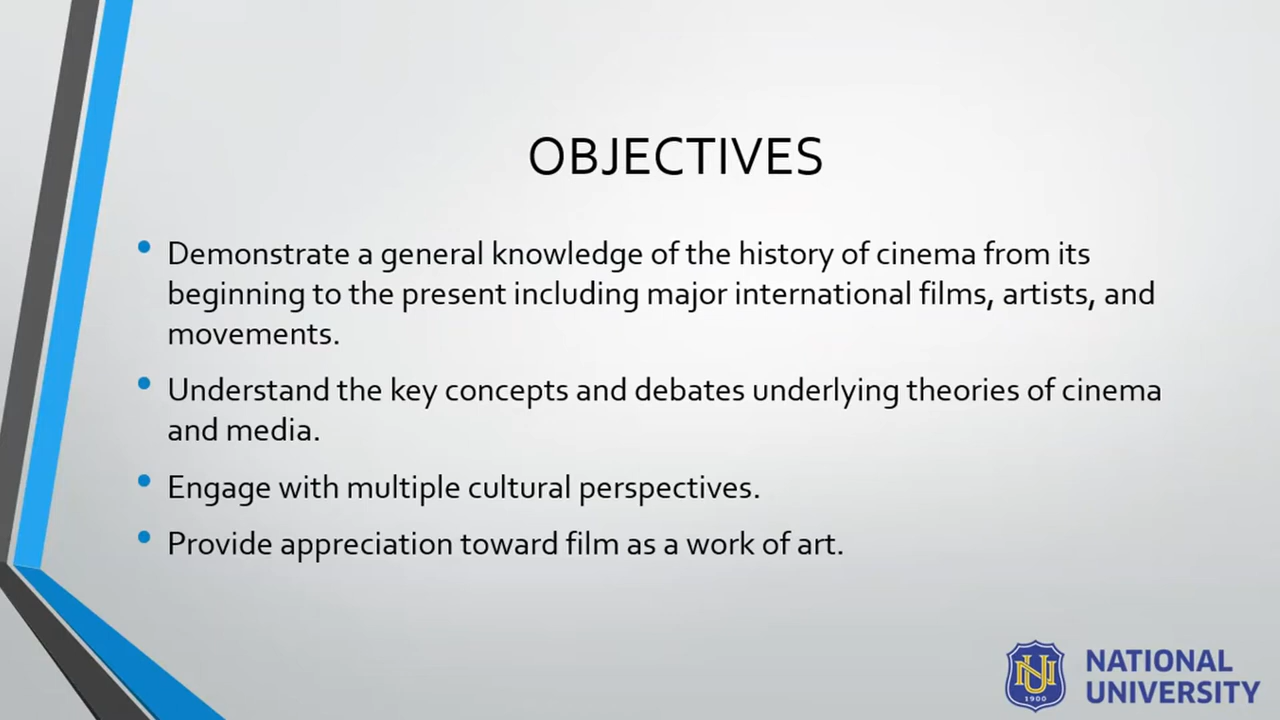 OBJECTIVES
Demonstrate a general knowledge of the history of cinema from its
beginning to the present including major international films, artists, and
movements.
Understand the key concepts and debates underlying theories of cinema
and media.
Engage with multiple cultural perspectives.
Provide appreciation toward film as a work of art.
NU
1900
NATIONAL
UNIVERSITY